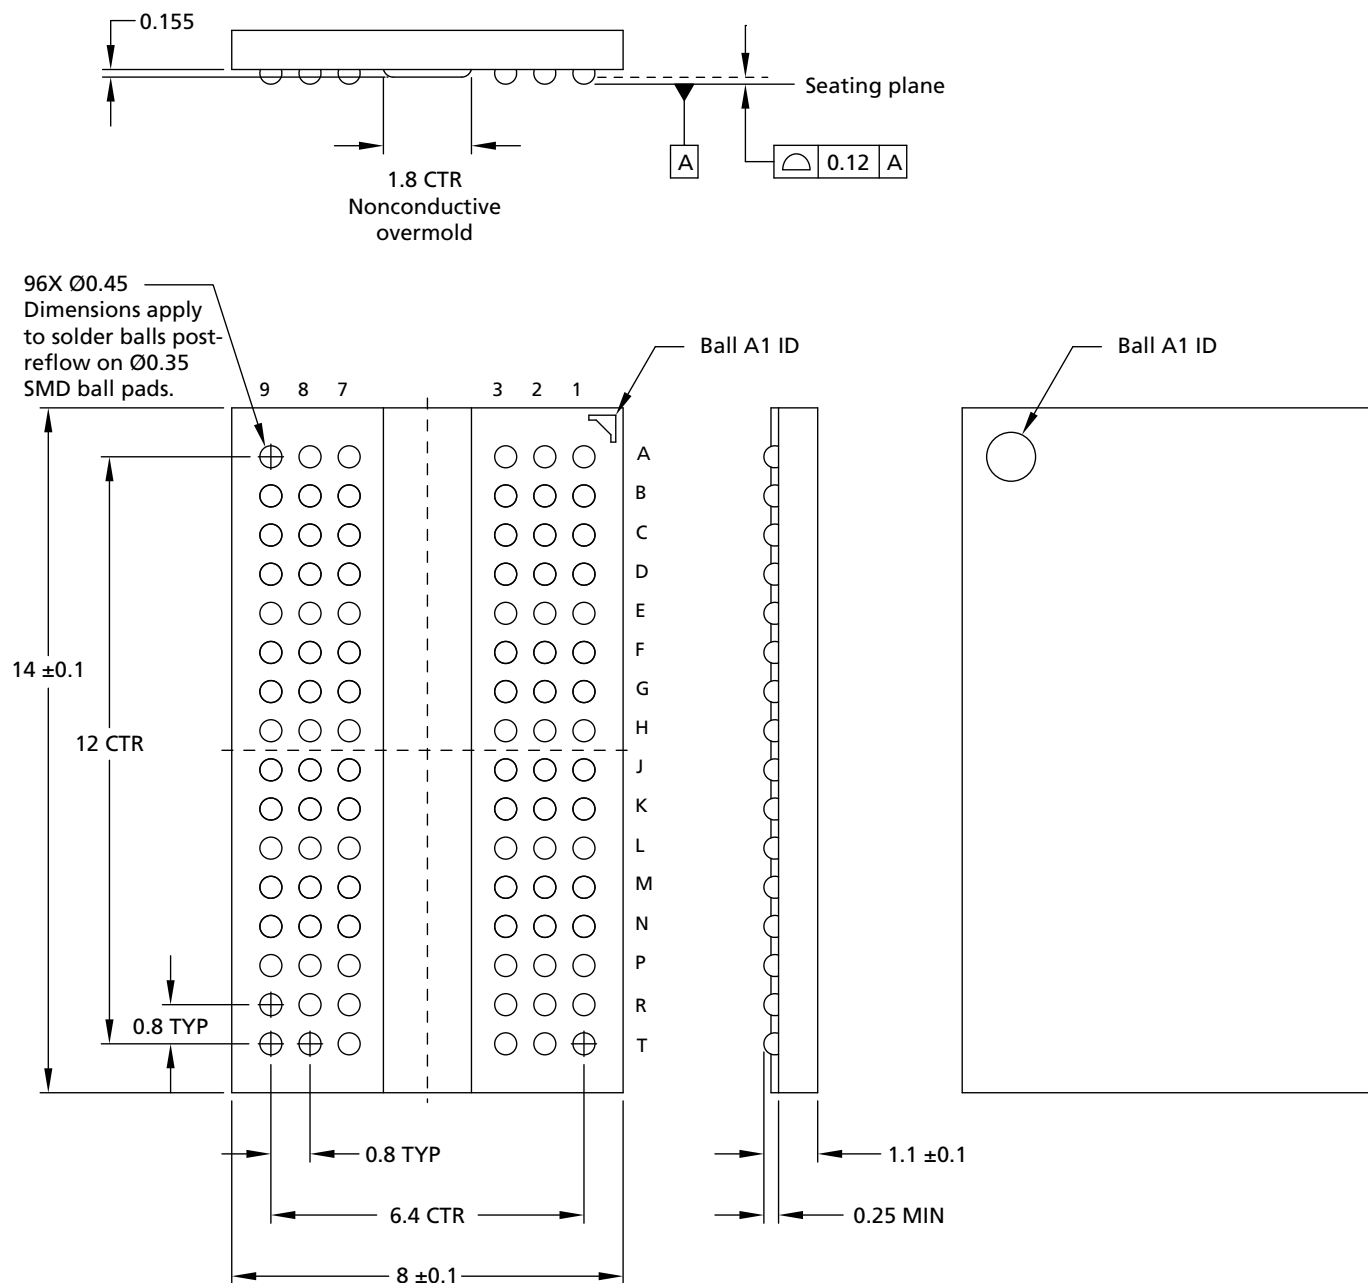 0.155
Seating plane
A
0.12 A
1.8 CTR
Nonconductive
overmold
96X Ø0.45
Dimensions apply
to solder balls post-
reflow on Ø0.35
SMD ball pads.
Ball A1 ID
Ball A1 ID
9 8 7 3 2 1
A
B
C
D
E
F
G
H
J
K
L
M
N
P
R
T
14 ±0.1
12 CTR
0.8 TYP
0.8 TYP
1.1 ±0.1
6.4 CTR
0.25 MIN
8 ±0.1